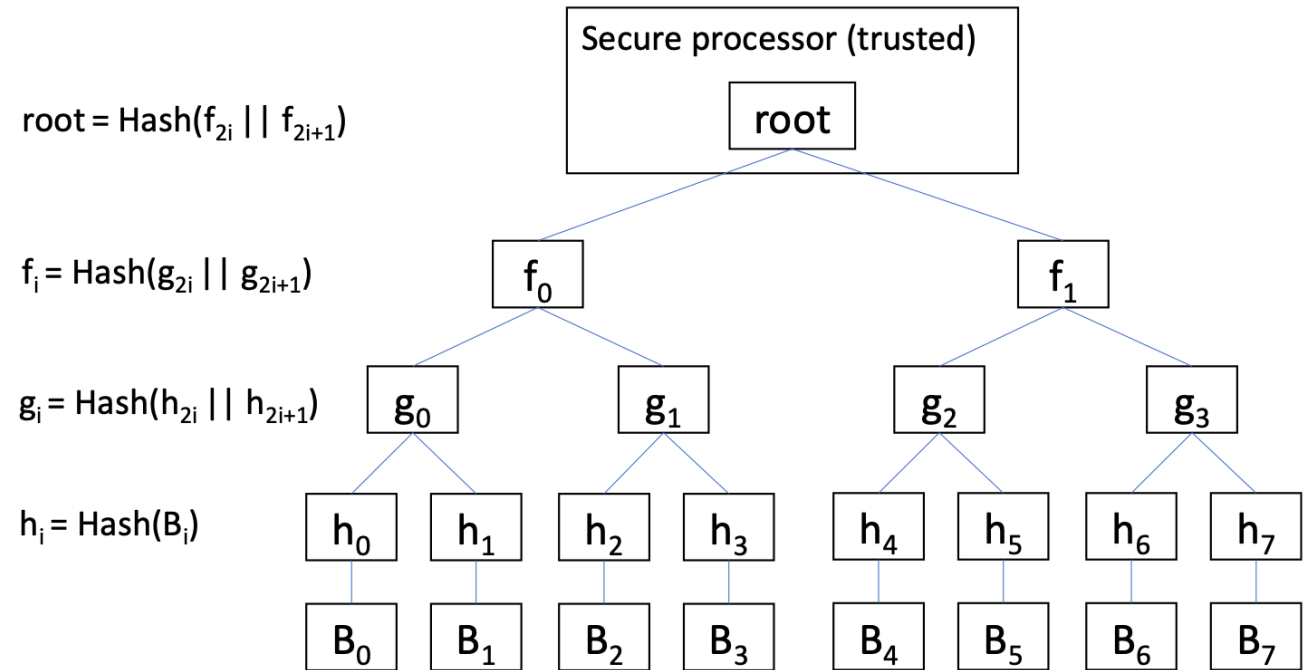 Secure processor (trusted)
root = Hash(f₂ᵢ || f₂ᵢ₊₁)
root
fᵢ = Hash(g₂ᵢ || g₂ᵢ₊₁)
f₀
f₁
gᵢ = Hash(h₂ᵢ || h₂ᵢ₊₁)
g₀
g₁
g₂
g₃
hᵢ = Hash(Bᵢ)
h₀
h₁
h₂
h₃
h₄
h₅
h₆
h₇
B₀
B₁
B₂
B₃
B₄
B₅
B₆
B₇